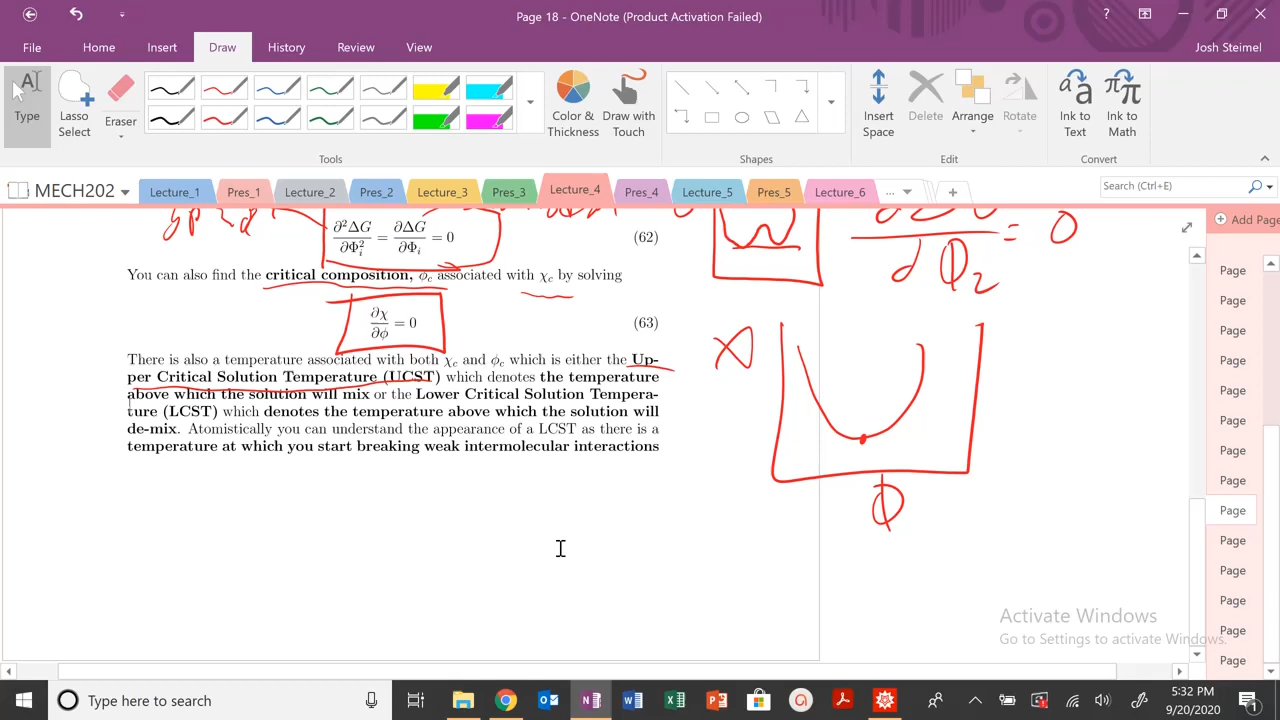 Page 18 - OneNote (Product Activation Failed)
?
File Home Insert Draw History Review View Josh Steimel
Type
Lasso Select
Eraser
Color & Thickness
Draw with Touch
Insert Space
Delete
Arrange
Rotate
Ink to Text
Ink to Math
Tools Shapes Edit Convert
MECH202 Lecture_1 Pres_1 Lecture_2 Pres_2 Lecture_3 Pres_3 Lecture_4 Pres_4 Lecture_5 Pres_5 Lecture_6 ... Search (Ctrl+E)
Add Page
∂²ΔG/∂Φᵢ² = ∂ΔG/∂Φᵢ = 0 (62)
∂Φ₂ = 0
You can also find the critical composition, ϕc associated with χc by solving
∂χ/∂ϕ = 0 (63)
There is also a temperature associated with both χc and ϕc which is either the Up-
per Critical Solution Temperature (UCST) which denotes the temperature
above which the solution will mix or the Lower Critical Solution Tempera-
ture (LCST) which denotes the temperature above which the solution will
de-mix. Atomistically you can understand the appearance of a LCST as there is a
temperature at which you start breaking weak intermolecular interactions
χ
Φ
Page
Page
Page
Page
Page
Page
Page
Page
Page
Page
Page
Page
Page
Page
Activate Windows
Go to Settings to activate Windows.
Type here to search
5:32 PM
9/20/2020
1